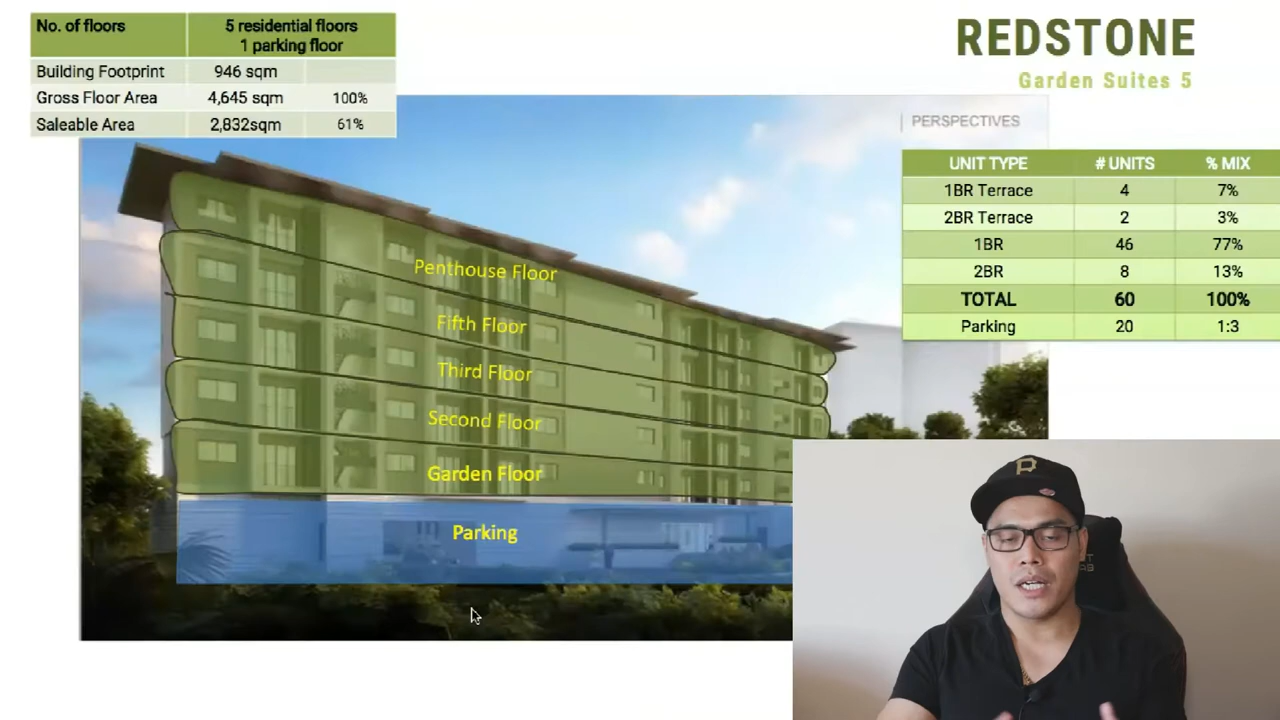 No. of floors 5 residential floors
1 parking floor
Building Footprint 946 sqm
Gross Floor Area 4,645 sqm 100%
Saleable Area 2,832sqm 61%
REDSTONE
Garden Suites 5
| PERSPECTIVES
UNIT TYPE # UNITS % MIX
1BR Terrace 4 7%
2BR Terrace 2 3%
1BR 46 77%
2BR 8 13%
TOTAL 60 100%
Parking 20 1:3
Penthouse Floor
Fifth Floor
Third Floor
Second Floor
Garden Floor
Parking
P